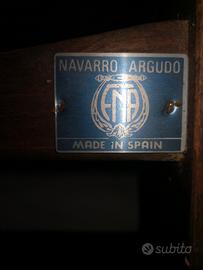 NAVARRO ARGUDO
ENA
MADE iN SPAIN
subito